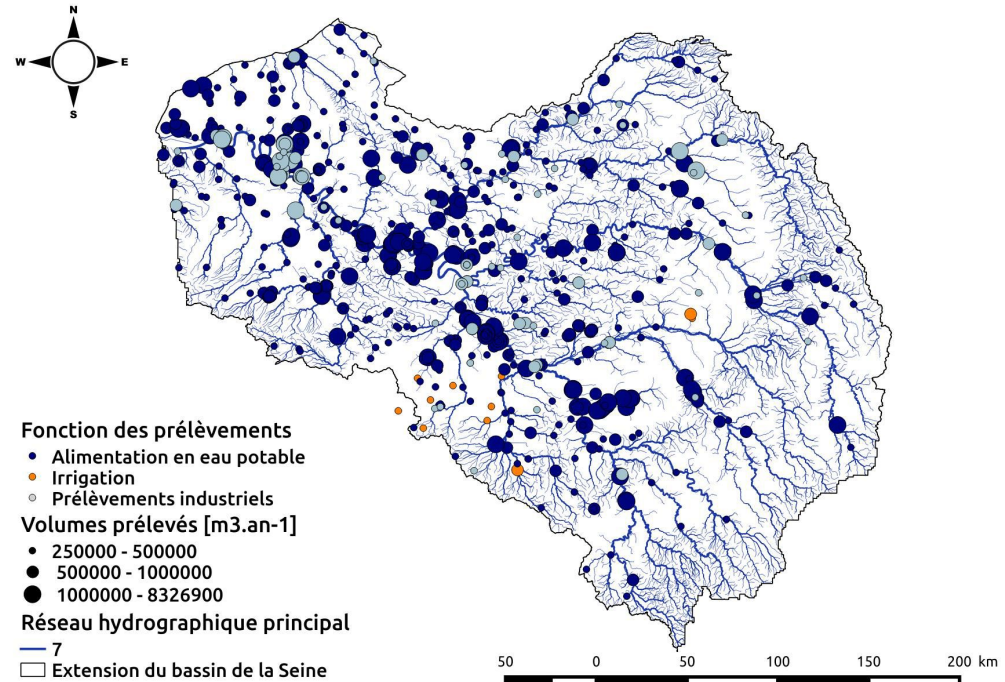 N
W
E
S
Fonction des prélèvements
Alimentation en eau potable
Irrigation
Prélèvements industriels
Volumes prélevés [m3.an-1]
250000 - 500000
500000 - 1000000
1000000 - 8326900
Réseau hydrographique principal
7
Extension du bassin de la Seine
50 0 50 100 150 200 km